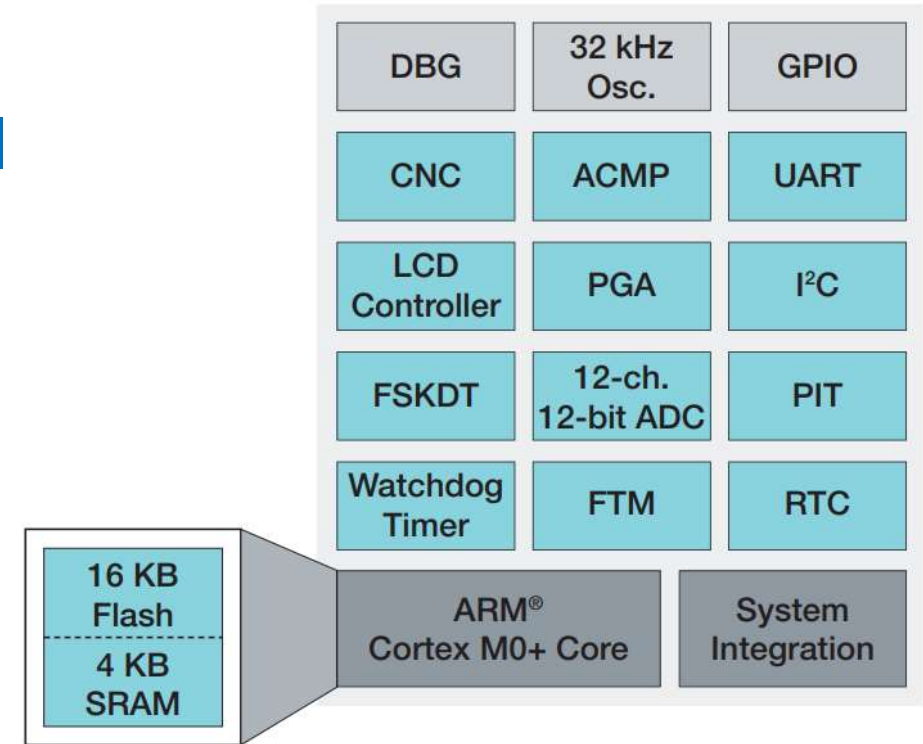 DBG
32 kHz
Osc.
GPIO
CNC
ACMP
UART
LCD
Controller
PGA
I²C
FSKDT
12-ch.
12-bit ADC
PIT
Watchdog
Timer
FTM
RTC
16 KB
Flash
4 KB
SRAM
ARM®
Cortex M0+ Core
System
Integration